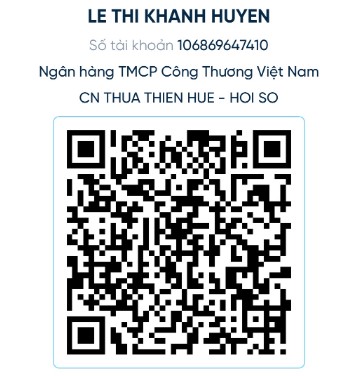 LE THI KHANH HUYEN
Số tài khoản 106869647410
Ngân hàng TMCP Công Thương Việt Nam
CN THUA THIEN HUE - HOI SO